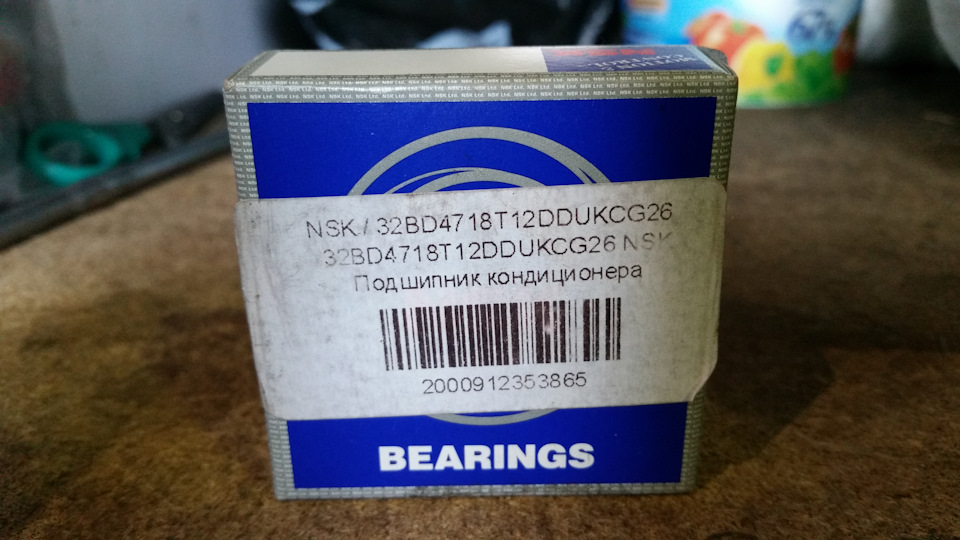 NSK / 32BD4718T12DDUKCG26
32BD4718T12DDUKCG26 NSK
Подшипник кондиционера
2000912353865
BEARINGS